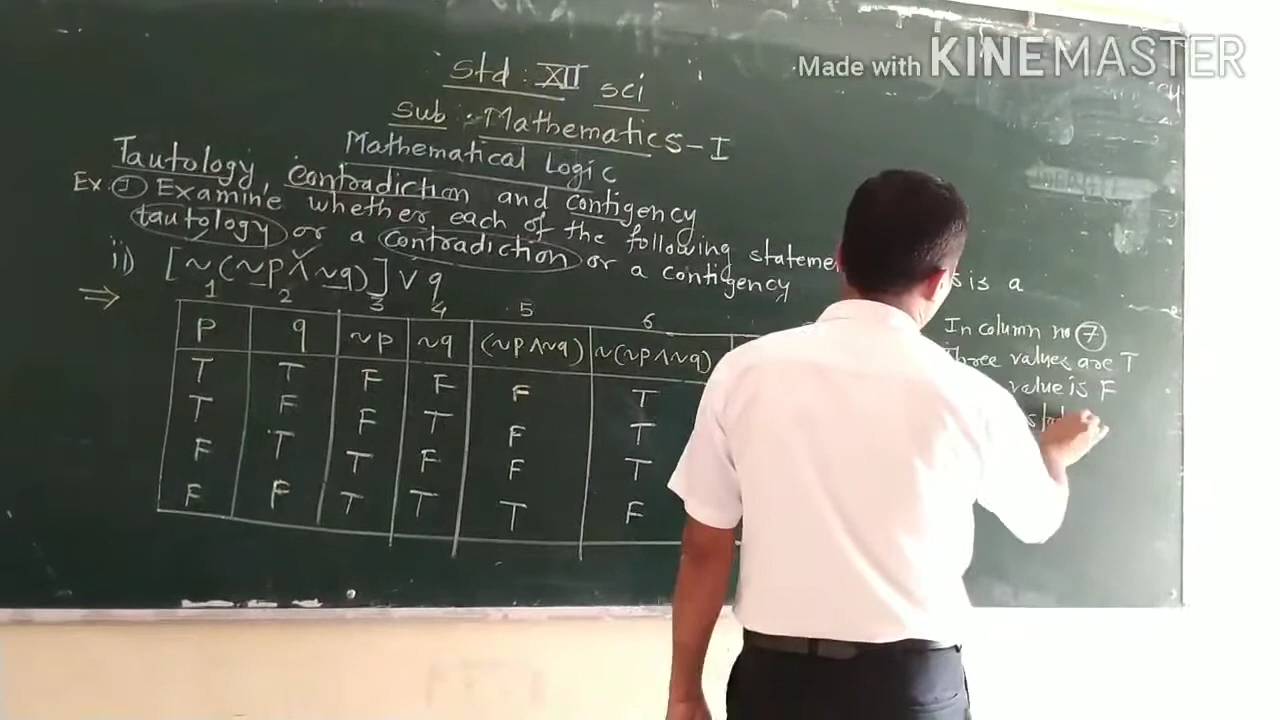 Made with KINEMASTER
Std : XII sci
Sub : Mathematics - I
Mathematical Logic
Tautology, contradiction and contigency
Ex. ① Examine whether each of the following stateme is a
tautology or a contradiction or a contigency
ii) [~(~p∧~q)] ∨ q
⇒ 1 2 3 4 5 6
p q ~p ~q (~p∧~q) ~(~p∧~q)
T T F F F T
T F F T F T
F T T F F T
F F T T T F
In column no ⑦
Three values are T
value is F